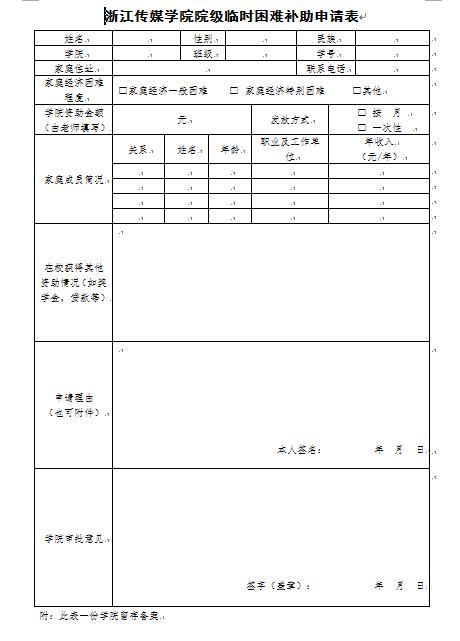 浙江传媒学院院级临时困难补助申请表
姓名 性别 民族
学院 班级 学号
家庭住址 联系电话
家庭经济困难
程度
□家庭经济一般困难 □ 家庭经济特别困难 □其他
学院资助金额
（由老师填写）
元 发放方式
□ 按 月
□ 一次性
家庭成员简况
关系 姓名 年龄
职业及工作单
位
年收入
（元/年）
在校获得其他
资助情况（如奖
学金，贷款等）
申请理由
（也可附件）
本人签名： 年 月 日
学院审批意见
签字（盖章）： 年 月 日
附：此表一份学院留存备案